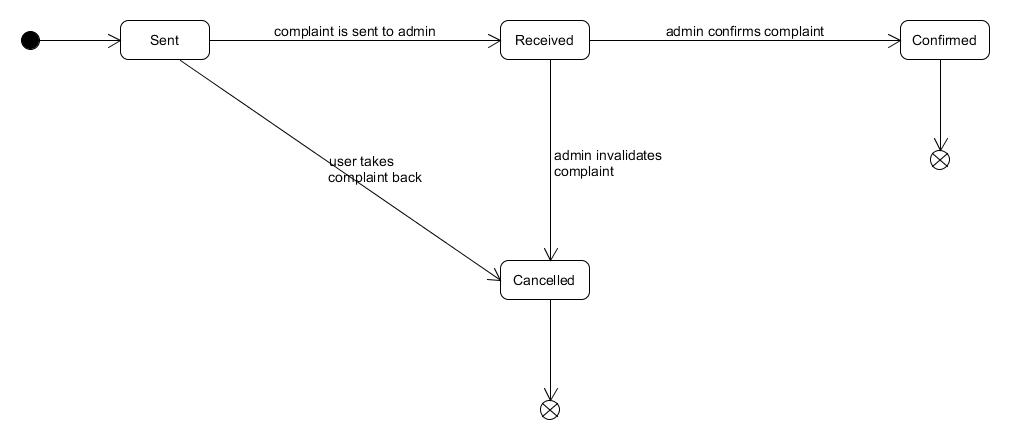 Sent
complaint is sent to admin
Received
admin confirms complaint
Confirmed
user takes
complaint back
admin invalidates
complaint
Cancelled